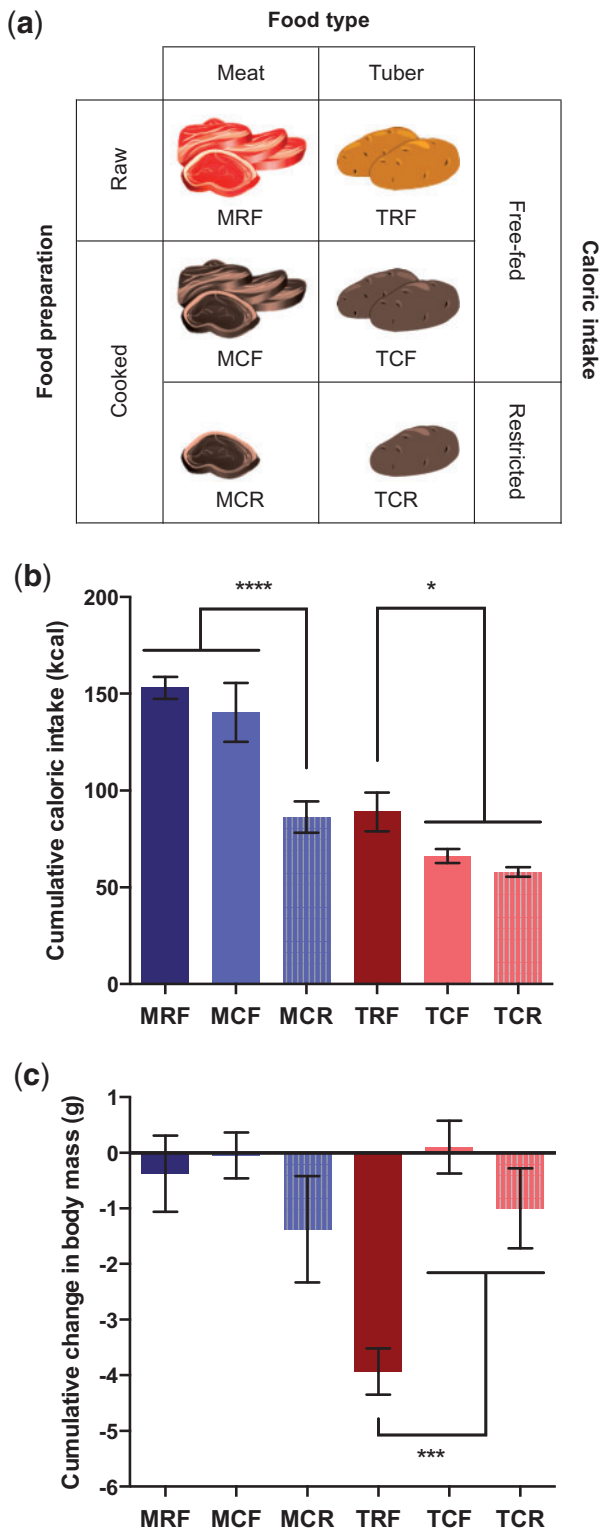 (a)
Food type
Meat
Tuber
Food preparation
Raw
MRF
TRF
Free-fed
Caloric intake
Cooked
MCF
TCF
MCR
TCR
Restricted
(b)
Cumulative caloric intake (kcal)
200
150
100
50
0
****
*
MRF MCF MCR TRF TCF TCR
(c)
Cumulative change in body mass (g)
1
0
-1
-2
-3
-4
-5
-6
***
MRF MCF MCR TRF TCF TCR